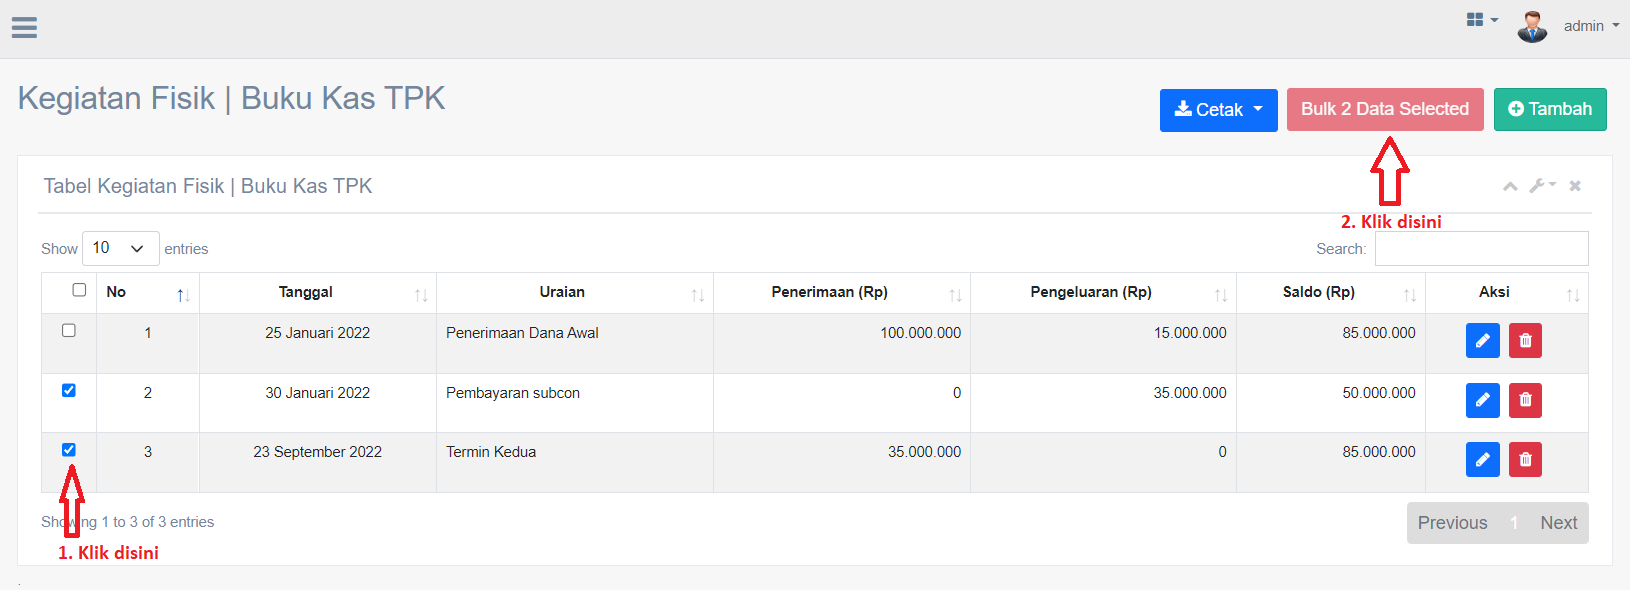 admin
Kegiatan Fisik | Buku Kas TPK
Cetak Bulk 2 Data Selected Tambah
Tabel Kegiatan Fisik | Buku Kas TPK
2. Klik disini
Show 10 entries Search:
No Tanggal Uraian Penerimaan (Rp) Pengeluaran (Rp) Saldo (Rp) Aksi
1 25 Januari 2022 Penerimaan Dana Awal 100.000.000 15.000.000 85.000.000
2 30 Januari 2022 Pembayaran subcon 0 35.000.000 50.000.000
3 23 September 2022 Termin Kedua 35.000.000 0 85.000.000
Showing 1 to 3 of 3 entries Previous 1 Next
1. Klik disini